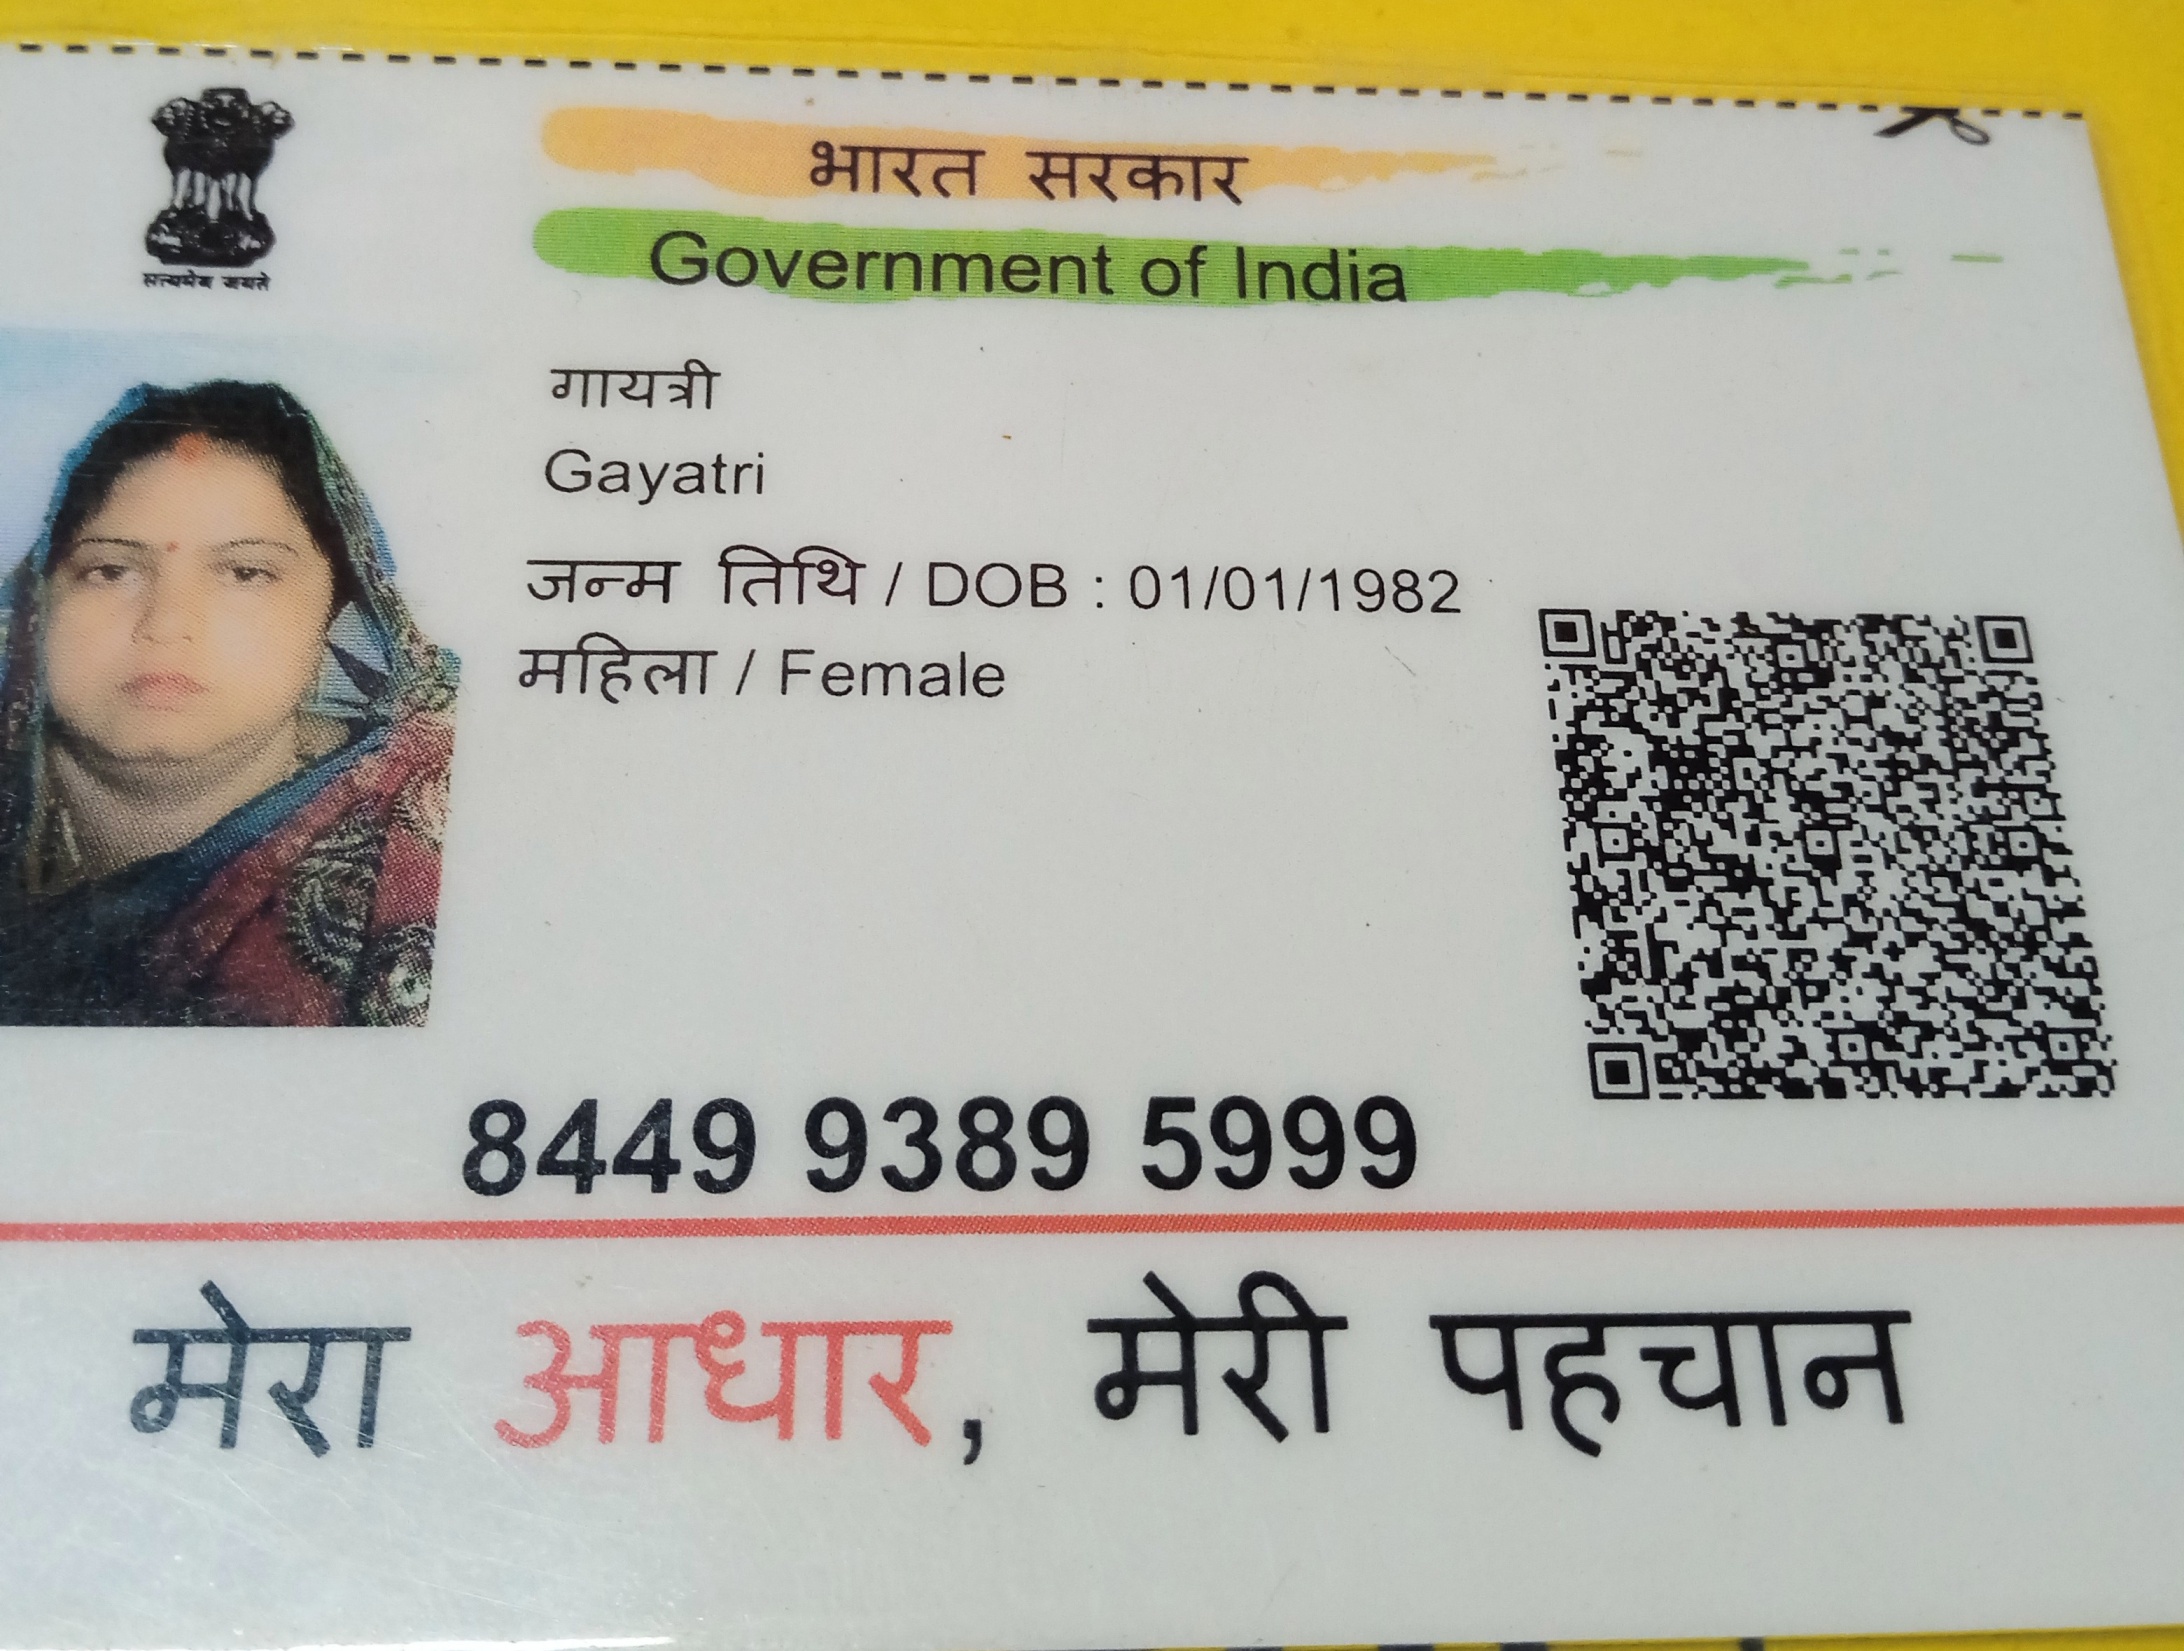 भारत सरकार
Government of India
सत्यमेव जयते
गायत्री
Gayatri
जन्म तिथि / DOB : 01/01/1982
महिला / Female
8449 9389 5999
मेरा आधार, मेरी पहचान